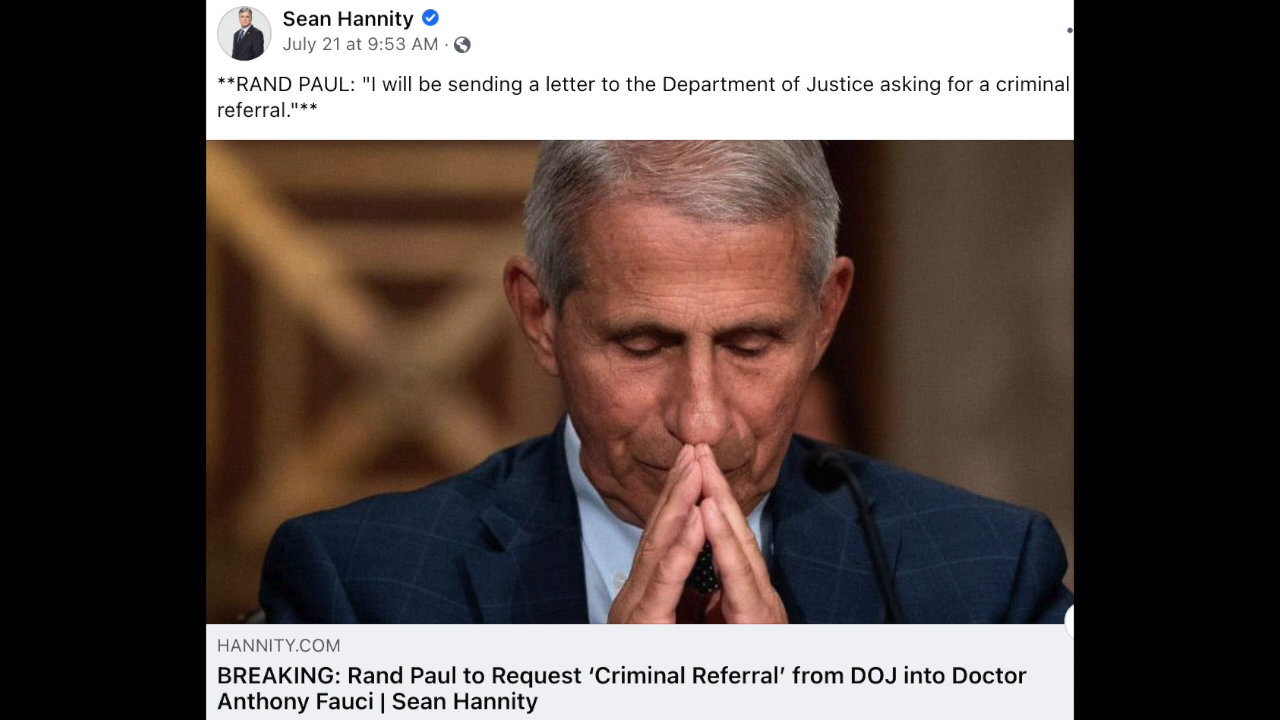 Sean Hannity
July 21 at 9:53 AM ·
**RAND PAUL: "I will be sending a letter to the Department of Justice asking for a criminal
referral."**
HANNITY.COM
BREAKING: Rand Paul to Request ‘Criminal Referral’ from DOJ into Doctor
Anthony Fauci | Sean Hannity